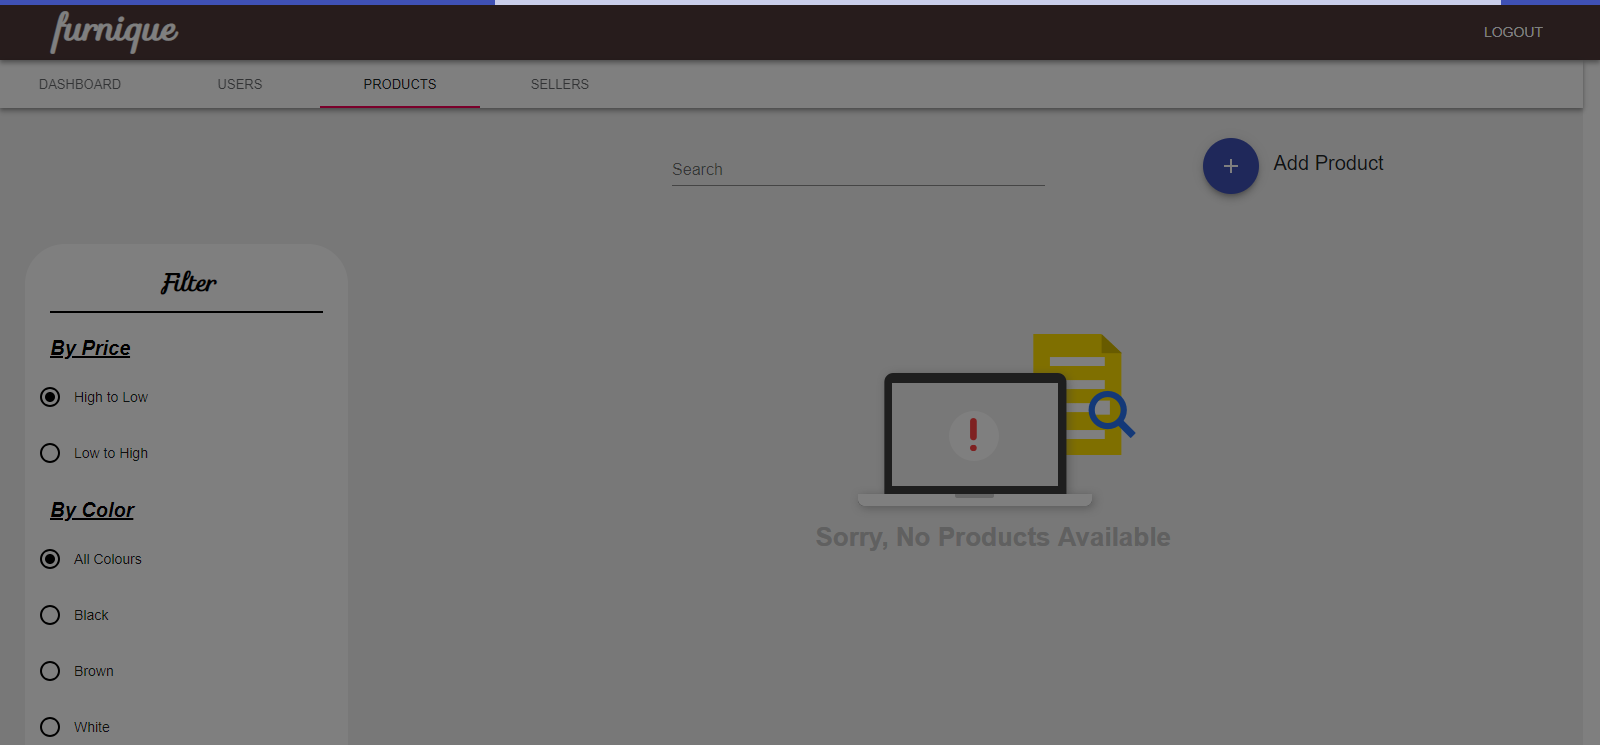 furnique
LOGOUT
DASHBOARD USERS PRODUCTS SELLERS
Search
Add Product
Filter
By Price
High to Low
Low to High
By Color
All Colours
Black
Brown
White
Sorry, No Products Available